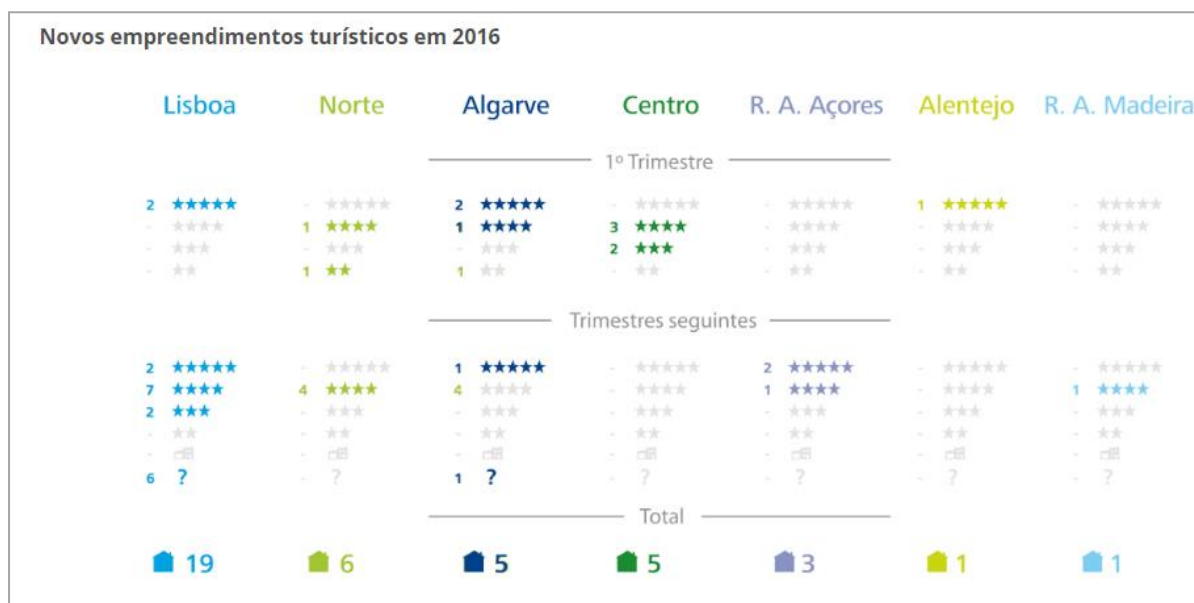 Novos empreendimentos turísticos em 2016
Lisboa Norte Algarve Centro R. A. Açores Alentejo R. A. Madeira
1º Trimestre
2 ★★★★★ - ★★★★★ 2 ★★★★★ - ★★★★★ - ★★★★★ 1 ★★★★★ - ★★★★★
- ★★★★ 1 ★★★★ 1 ★★★★ 3 ★★★★ - ★★★★ - ★★★★ - ★★★★
- ★★★ - ★★★ - ★★★ 2 ★★★ - ★★★ - ★★★ - ★★★
- ★★ 1 ★★ 1 ★★ - ★★ - ★★ - ★★ - ★★
Trimestres seguintes
2 ★★★★★ - ★★★★★ 1 ★★★★★ - ★★★★★ 2 ★★★★★ - ★★★★★ - ★★★★★
7 ★★★★ 4 ★★★★ 4 ★★★★ - ★★★★ 1 ★★★★ - ★★★★ 1 ★★★★
2 ★★★ - ★★★ - ★★★ - ★★★ - ★★★ - ★★★ - ★★★
- ★★ - ★★ - ★★ - ★★ - ★★ - ★★ - ★★
- - - - - - -
6 ? - ? 1 ? - ? - ? - ? - ?
Total
19 6 5 5 3 1 1